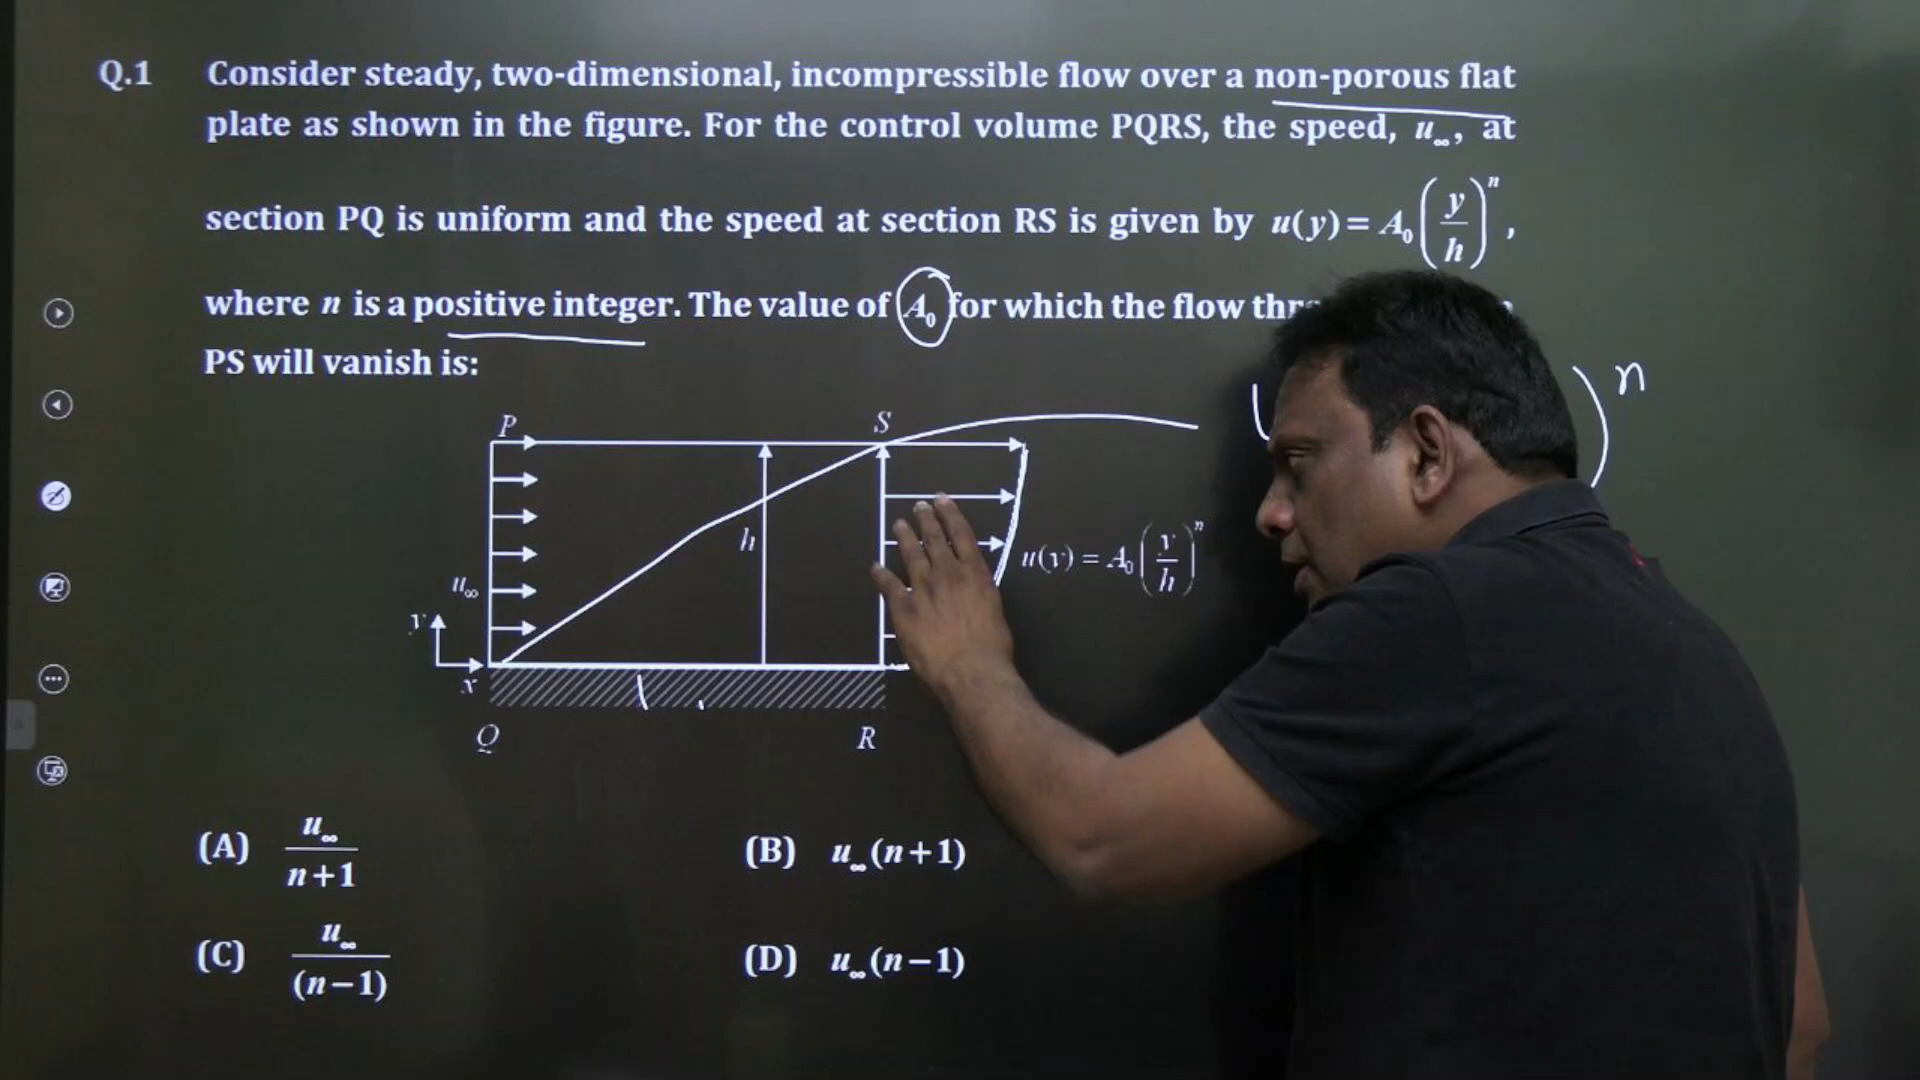 Q.1 Consider steady, two-dimensional, incompressible flow over a non-porous flat
plate as shown in the figure. For the control volume PQRS, the speed, u∞, at
section PQ is uniform and the speed at section RS is given by u(y) = A₀(y/h)ⁿ,
where n is a positive integer. The value of A₀ for which the flow
PS will vanish is:
)ⁿ
P S
h
u(y) = A₀(y/h)ⁿ
u∞
y
x
Q R
(A) u∞/n+1 (B) u∞(n+1)
(C) u∞/(n−1) (D) u∞(n−1)